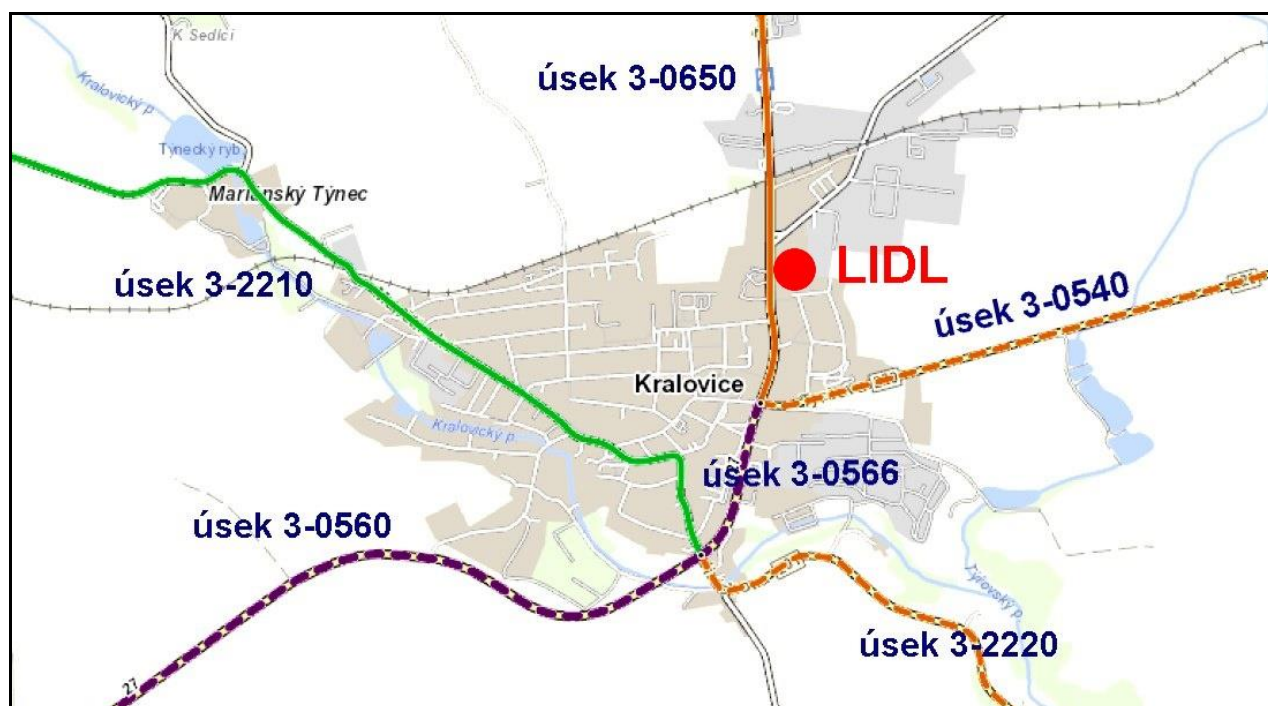 K Sedlci
úsek 3-0650
Kralovický p.
Týnecký ryb.
Mariánský Týnec
LIDL
úsek 3-2210
úsek 3-0540
Kralovice
Kralovický p.
úsek 3-0566
úsek 3-0560
úsek 3-2220
27